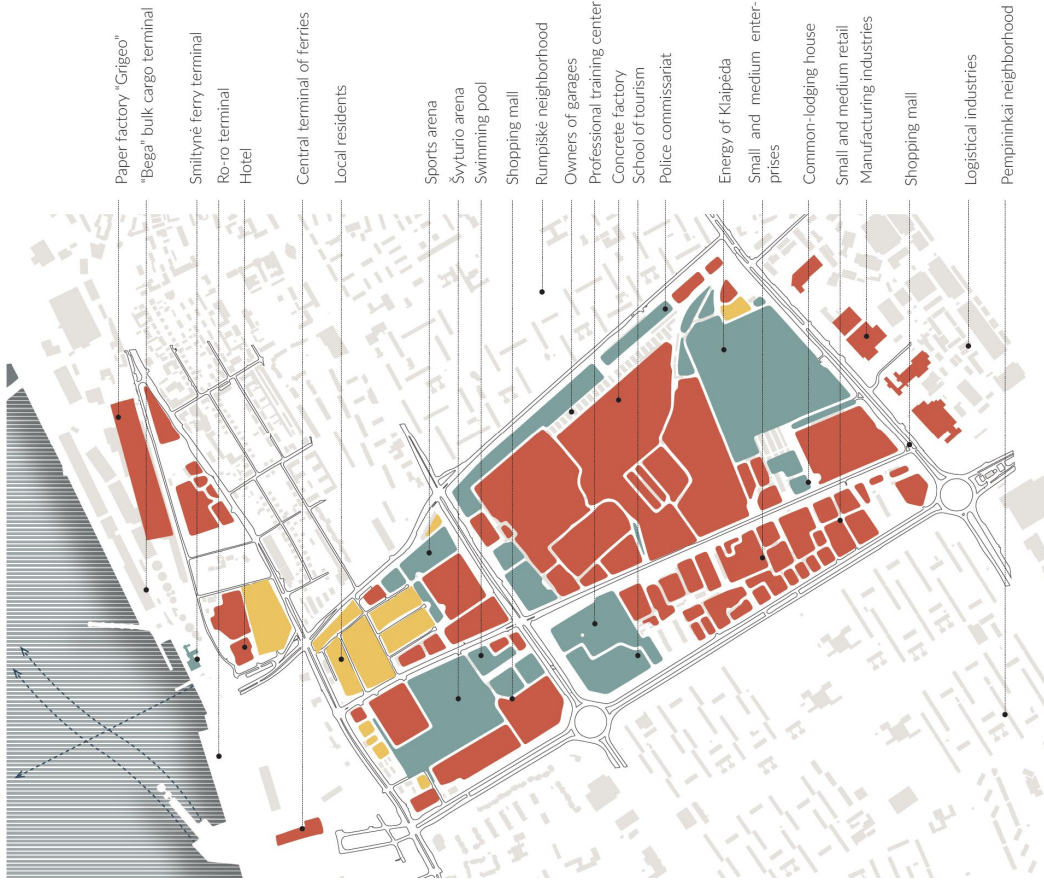 Paper factory "Grigeo"
"Bega" bulk cargo terminal
Smiltynė ferry terminal
Ro-ro terminal
Hotel
Central terminal of ferries
Local residents
Sports arena
Švyturio arena
Swimming pool
Shopping mall
Rumpiškė neighborhood
Owners of garages
Professional training center
Concrete factory
School of tourism
Police commissariat
Energy of Klaipėda
Small and medium enter-
prises
Common-lodging house
Small and medium retail
Manufacturing industries
Shopping mall
Logistical industries
Pempininkai neighborhood